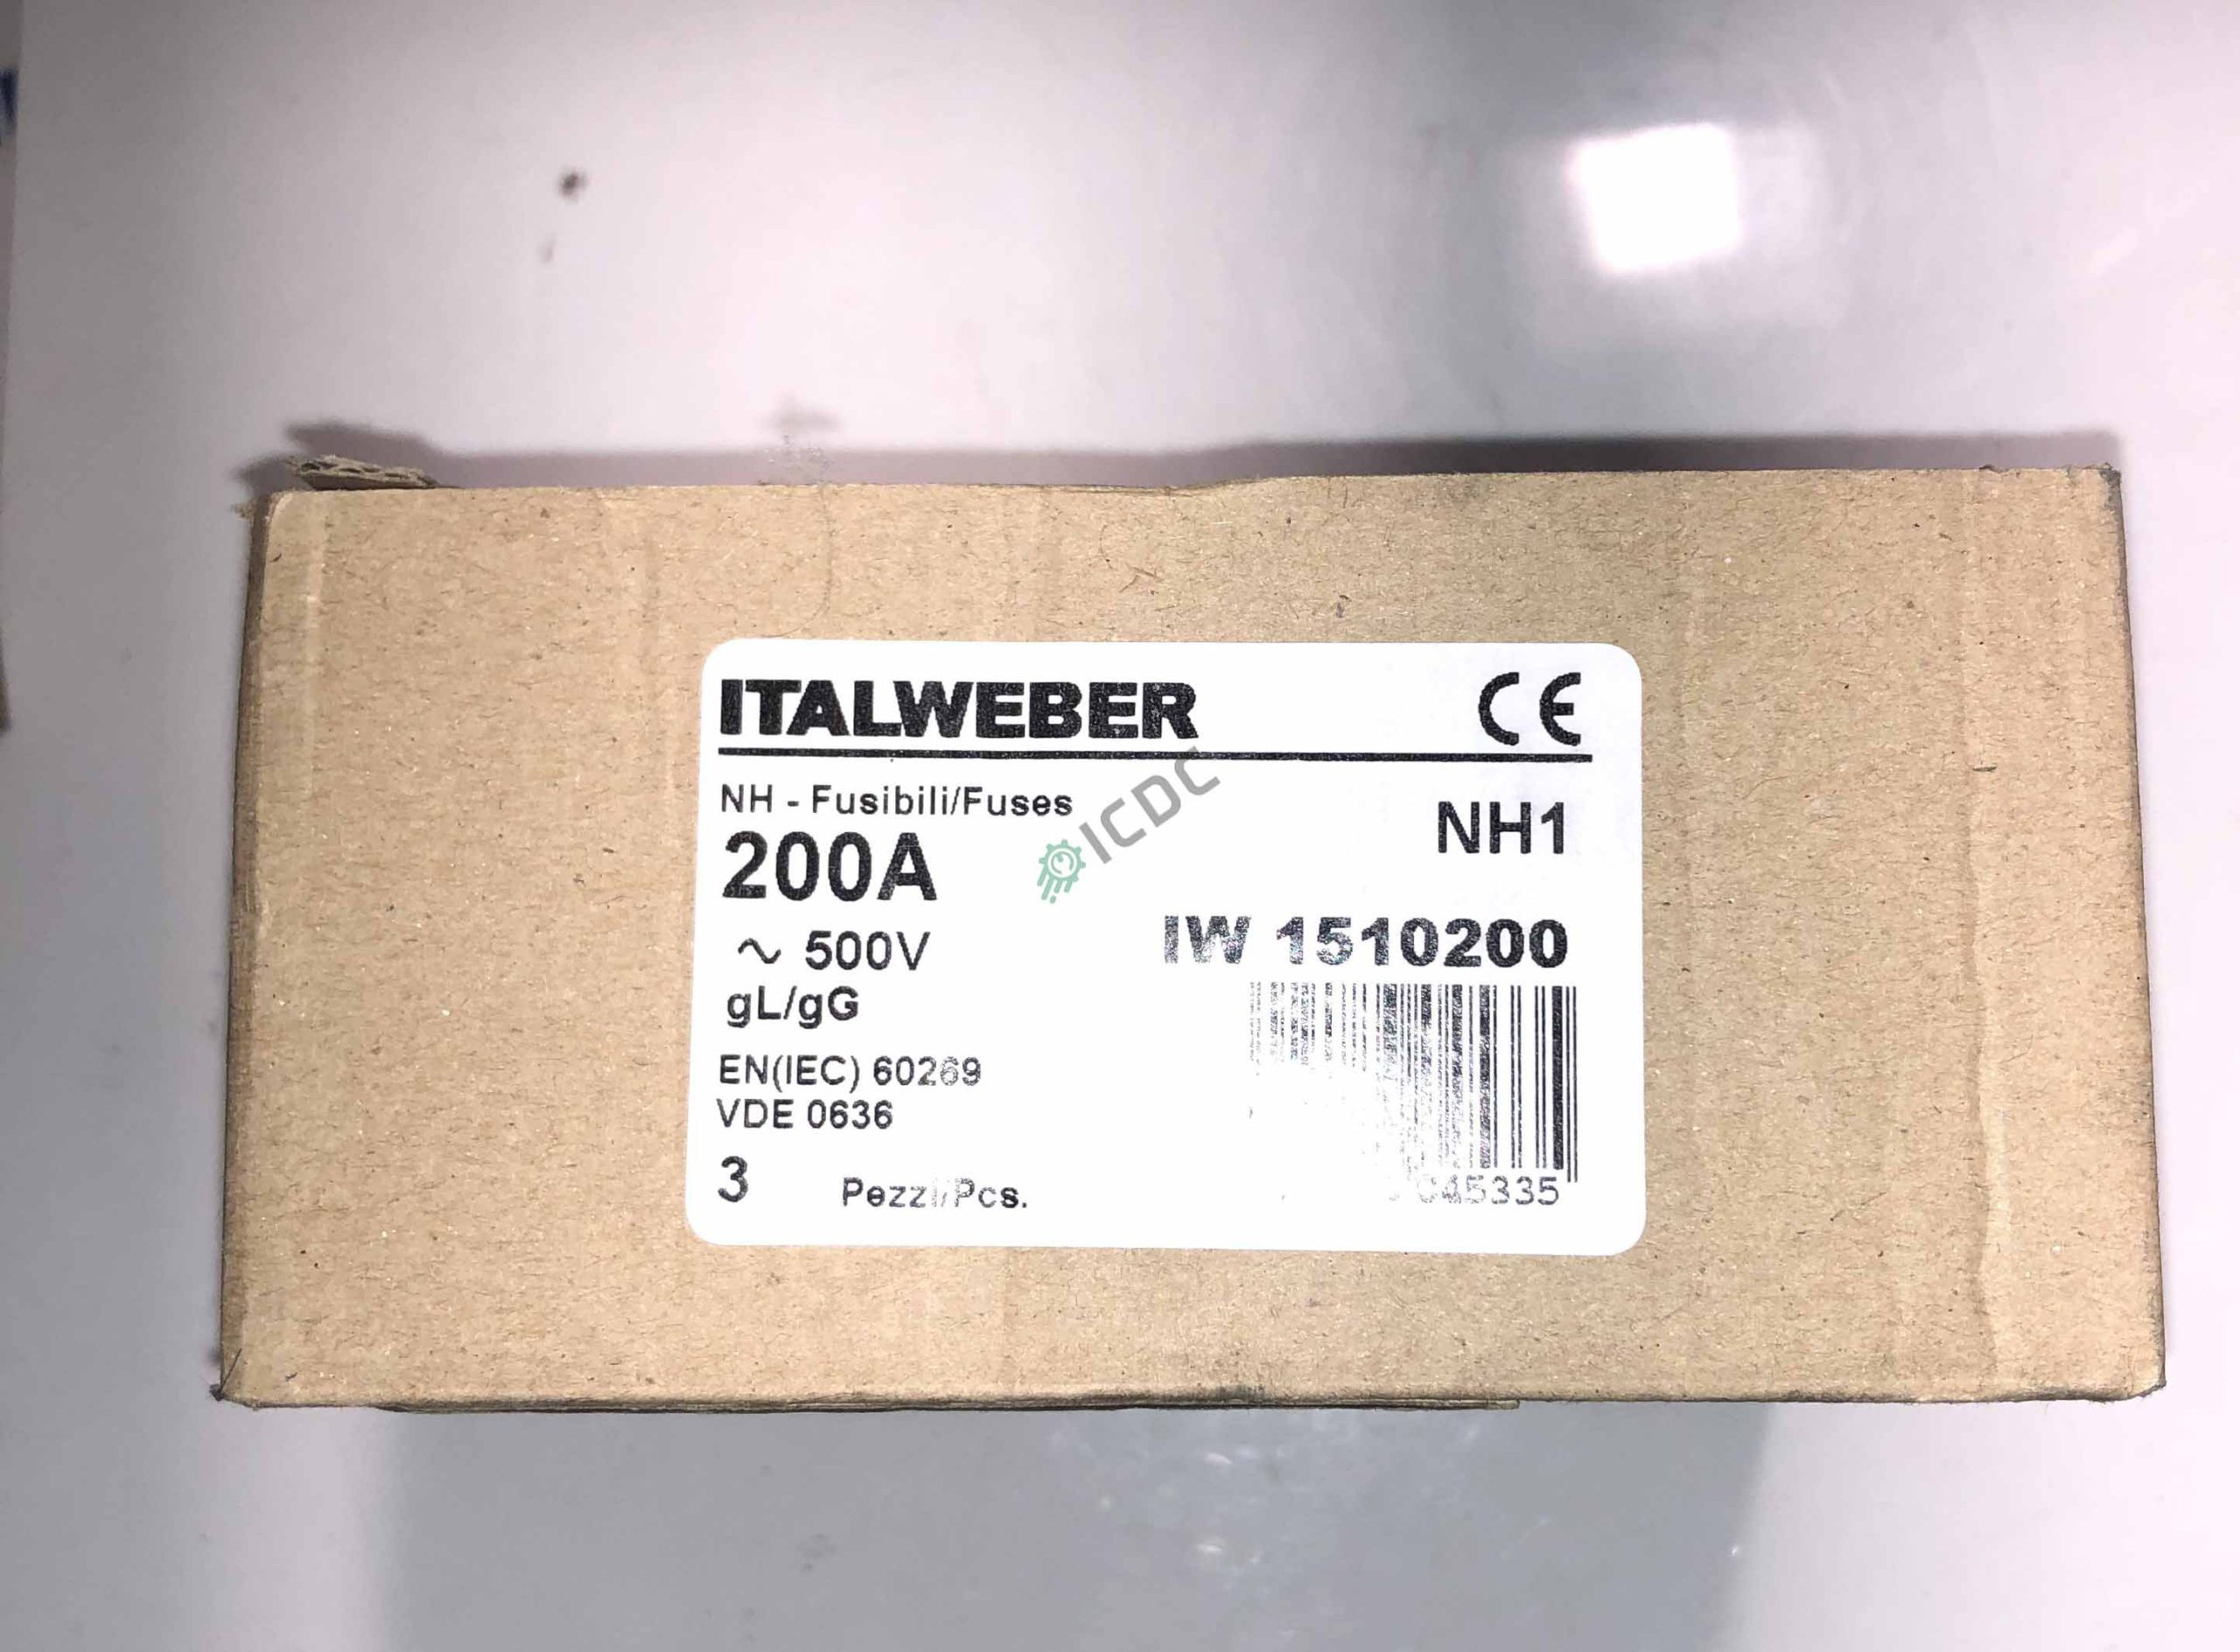 ITALWEBER CE
NH - Fusibili/Fuses
NH1
200A
ICDC
IW 1510200
~ 500V
gL/gG
EN(IEC) 60269
VDE 0636
3 Pezzi/Pcs.